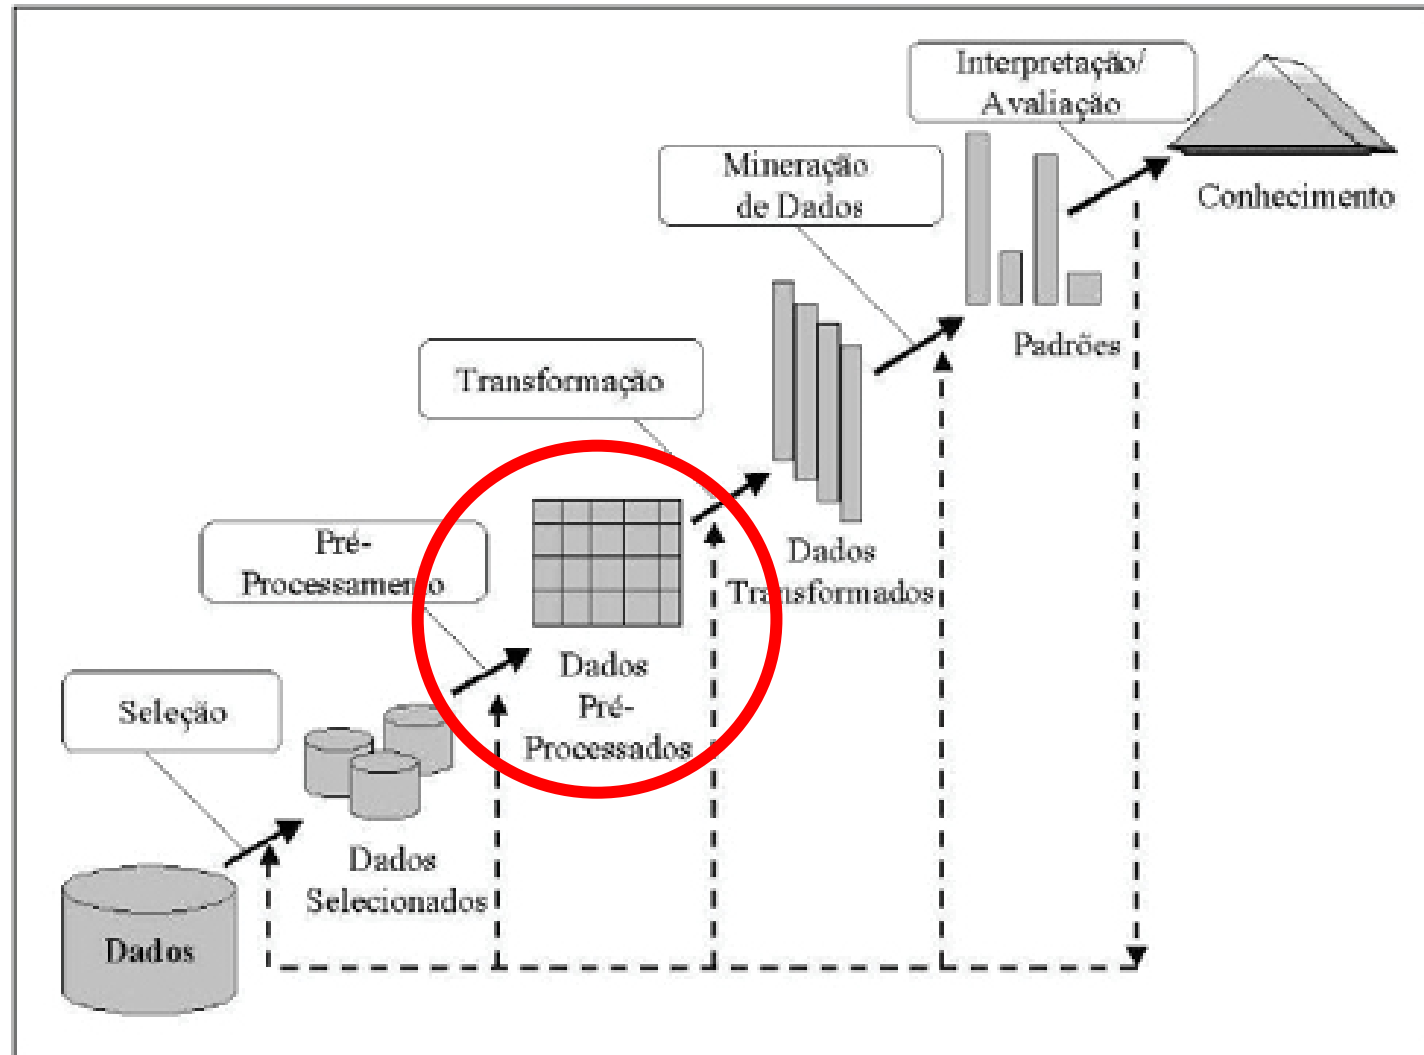 Interpretação/
Avaliação
Conhecimento
Mineração
de Dados
Padrões
Transformação
Dados
Transformados
Pré-
Processamento
Dados
Pré-
Processados
Seleção
Dados
Selecionados
Dados